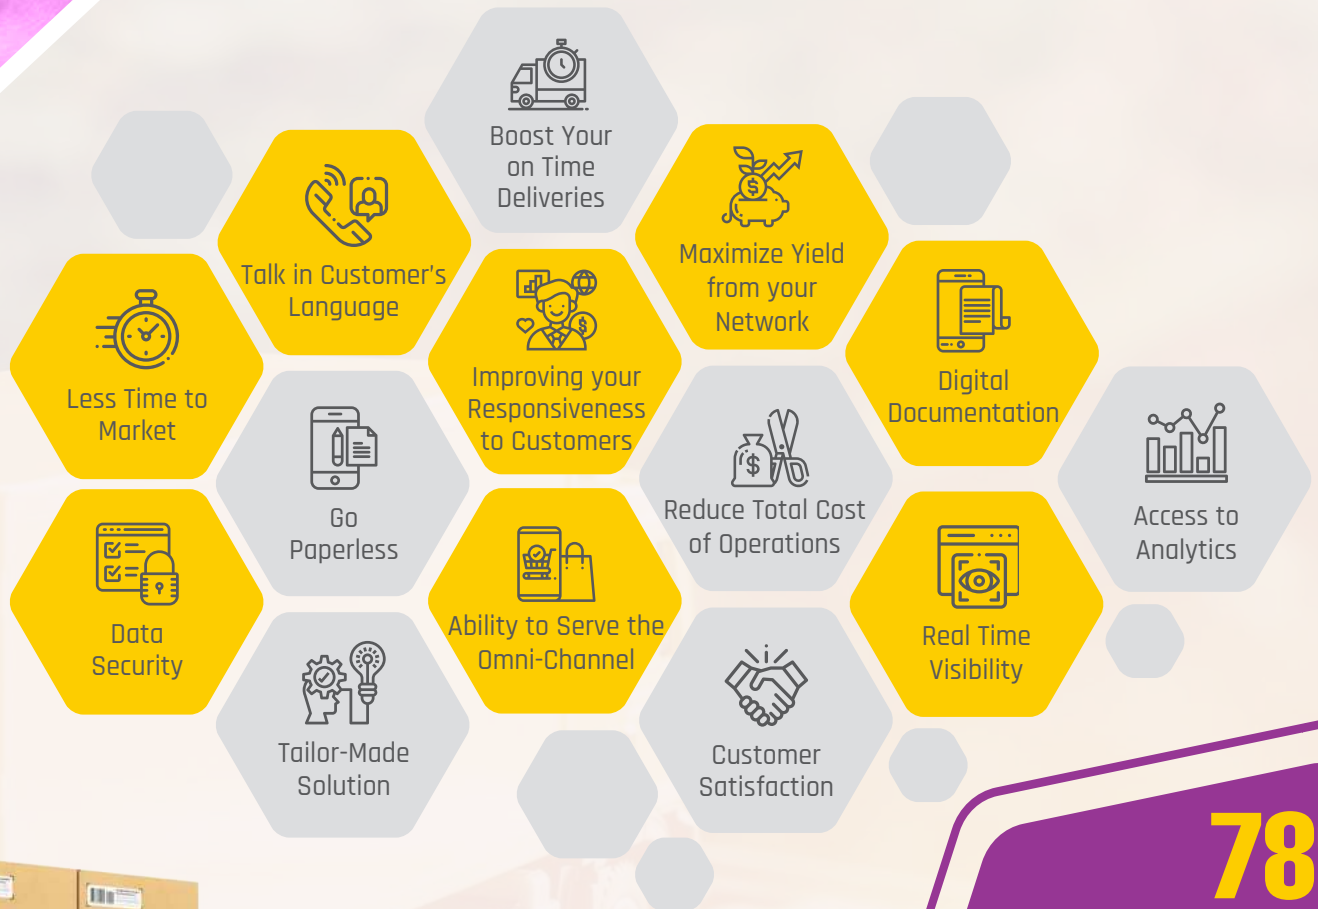 Boost Your
on Time
Deliveries
Talk in Customer's
Language
Maximize Yield
from your
Network
Less Time to
Market
Improving your
Responsiveness
to Customers
Digital
Documentation
Go
Paperless
Reduce Total Cost
of Operations
Access to
Analytics
Data
Security
Ability to Serve the
Omni-Channel
Real Time
Visibility
Tailor-Made
Solution
Customer
Satisfaction
78